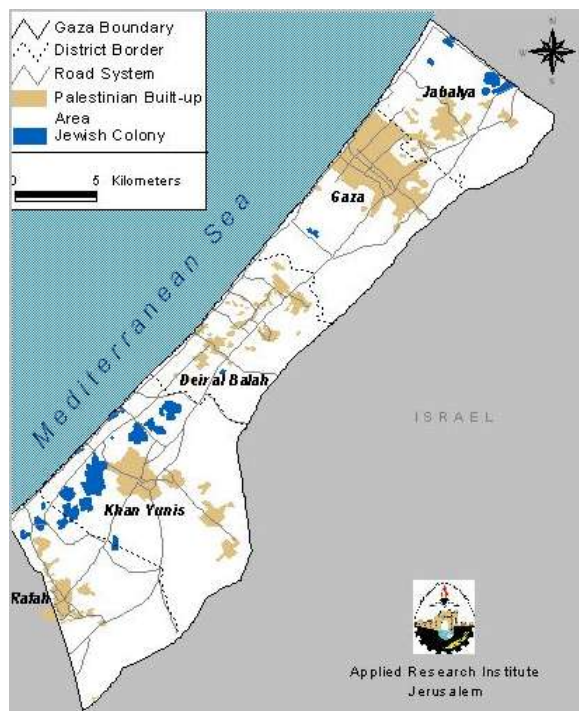 Gaza Boundary
District Border
Road System
Palestinian Built-up
Area
Jewish Colony
0 5 Kilometers
N
W E
S
Jabalya
Gaza
Mediterranean Sea
Deir al Balah
ISRAEL
Khan Yunis
Rafah
Applied Research Institute
Jerusalem